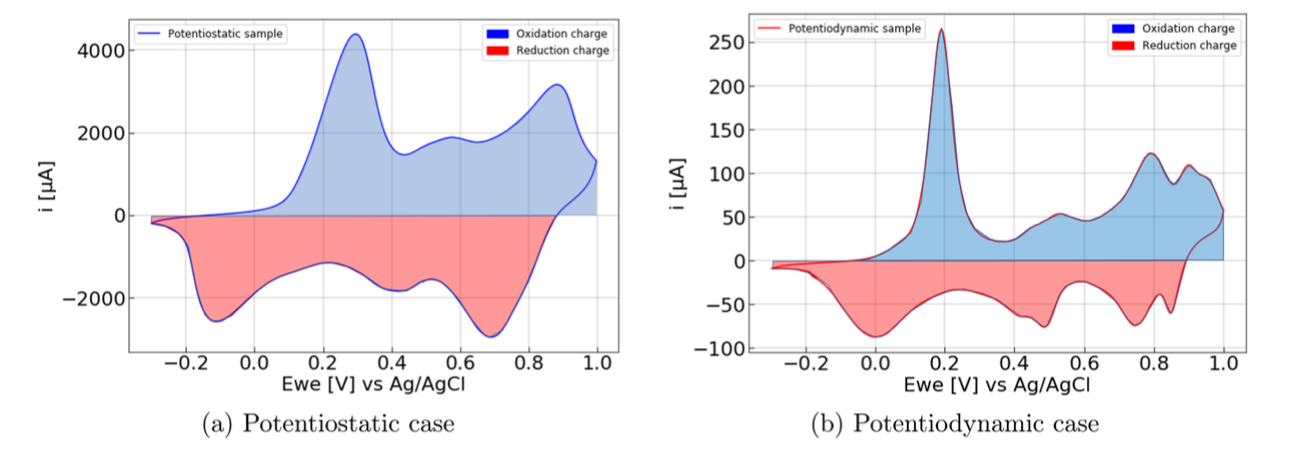 Potentiostatic sample
Oxidation charge
Reduction charge
4000
2000
0
−2000
i [µA]
−0.2 0.0 0.2 0.4 0.6 0.8 1.0
Ewe [V] vs Ag/AgCl
(a) Potentiostatic case
Potentiodynamic sample
Oxidation charge
Reduction charge
250
200
150
100
50
0
−50
−100
i [µA]
−0.2 0.0 0.2 0.4 0.6 0.8 1.0
Ewe [V] vs Ag/AgCl
(b) Potentiodynamic case